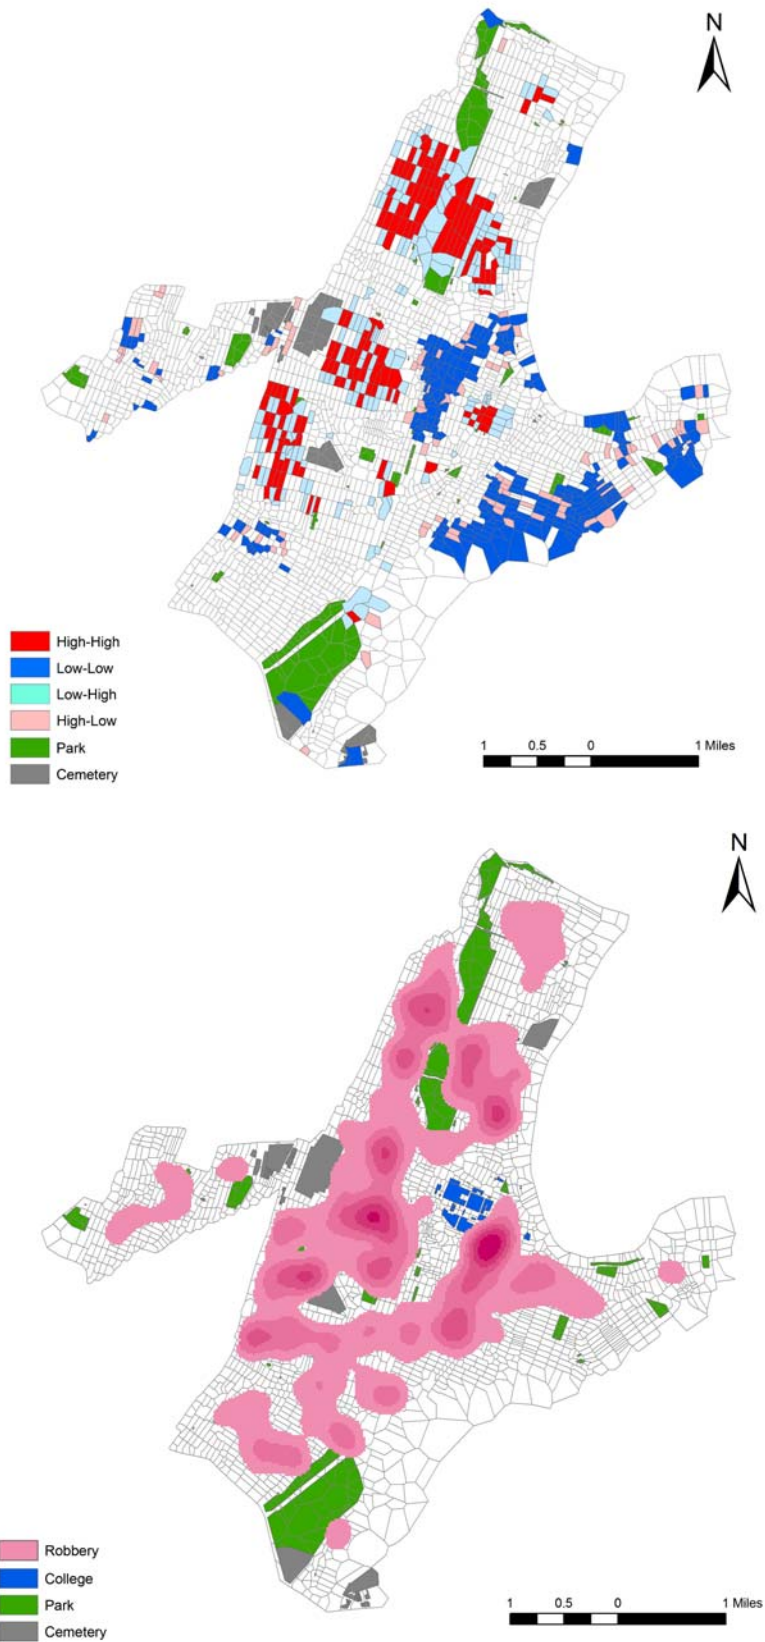 N
High-High
Low-Low
Low-High
High-Low
Park
Cemetery
1 0.5 0 1 Miles
N
Robbery
College
Park
Cemetery
1 0.5 0 1 Miles